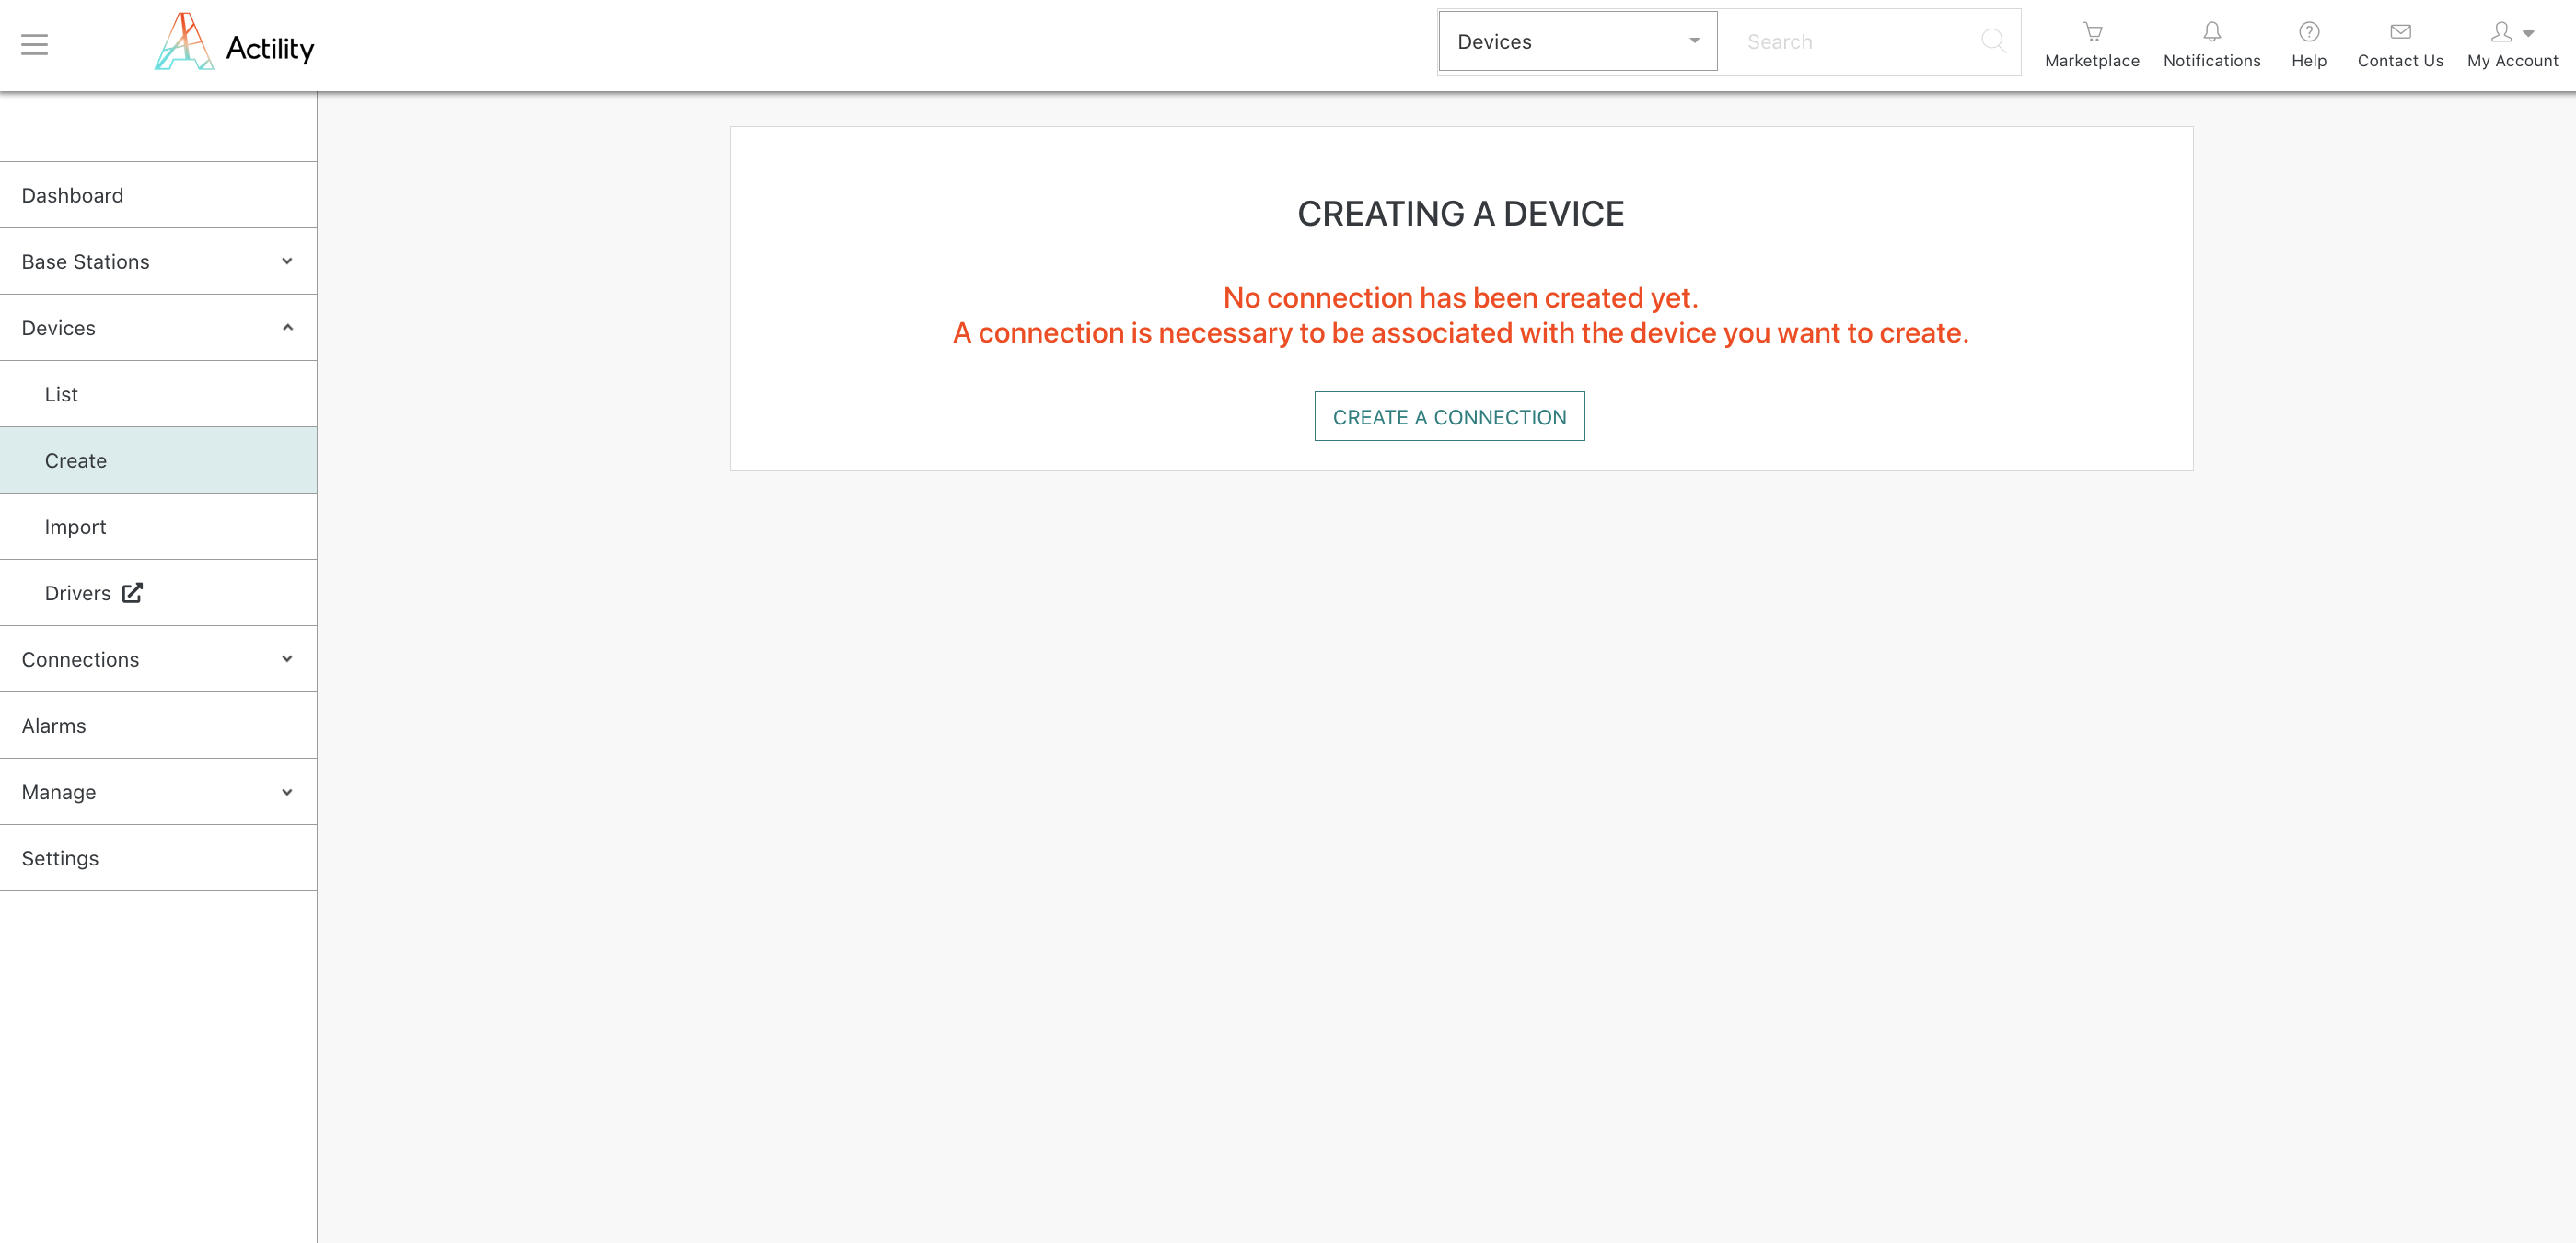 Actility
Devices
Search
Marketplace
Notifications
Help
Contact Us
My Account
Dashboard
Base Stations
Devices
List
Create
Import
Drivers
Connections
Alarms
Manage
Settings
CREATING A DEVICE
No connection has been created yet.
A connection is necessary to be associated with the device you want to create.
CREATE A CONNECTION